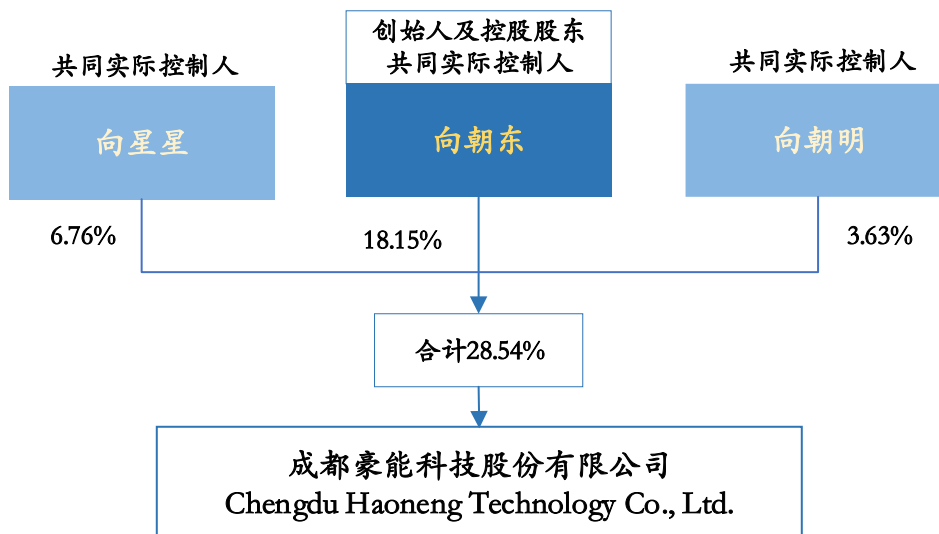 创始人及控股股东
共同实际控制人
共同实际控制人
共同实际控制人
向星星
向朝东
向朝明
6.76%
18.15%
3.63%
合计28.54%
成都豪能科技股份有限公司
Chengdu Haoneng Technology Co., Ltd.